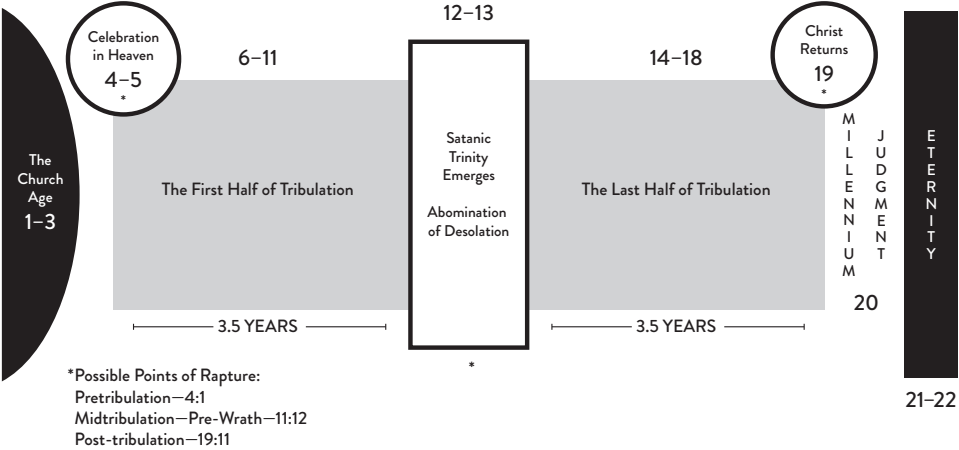 The
Church
Age
1–3
Celebration
in Heaven
4–5
*
6–11
The First Half of Tribulation
3.5 YEARS
12–13
Satanic
Trinity
Emerges
Abomination
of Desolation
*
14–18
The Last Half of Tribulation
3.5 YEARS
Christ
Returns
19
*
MILLENNIUM
JUDGMENT
20
ETERNITY
21–22
*Possible Points of Rapture:
Pretribulation—4:1
Midtribulation—Pre-Wrath—11:12
Post-tribulation—19:11